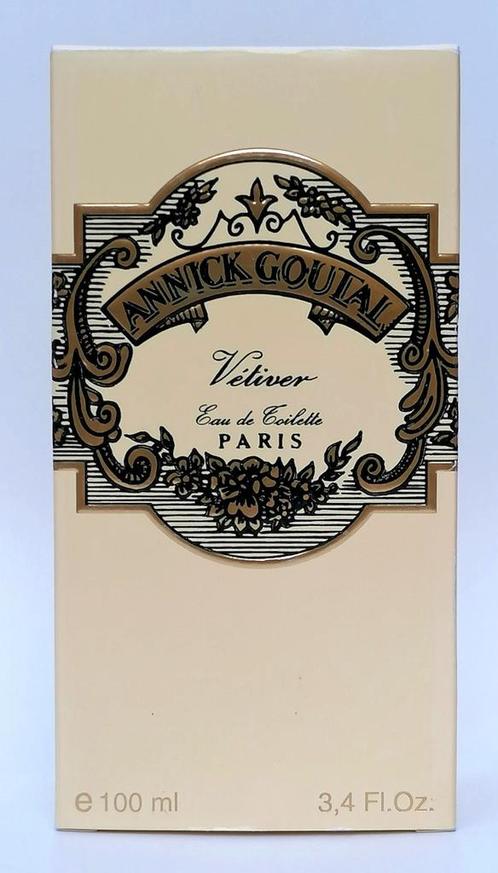 ANNICK GOUTAL
Vétiver
Eau de Toilette
PARIS
e 100 ml 3,4 Fl.Oz.